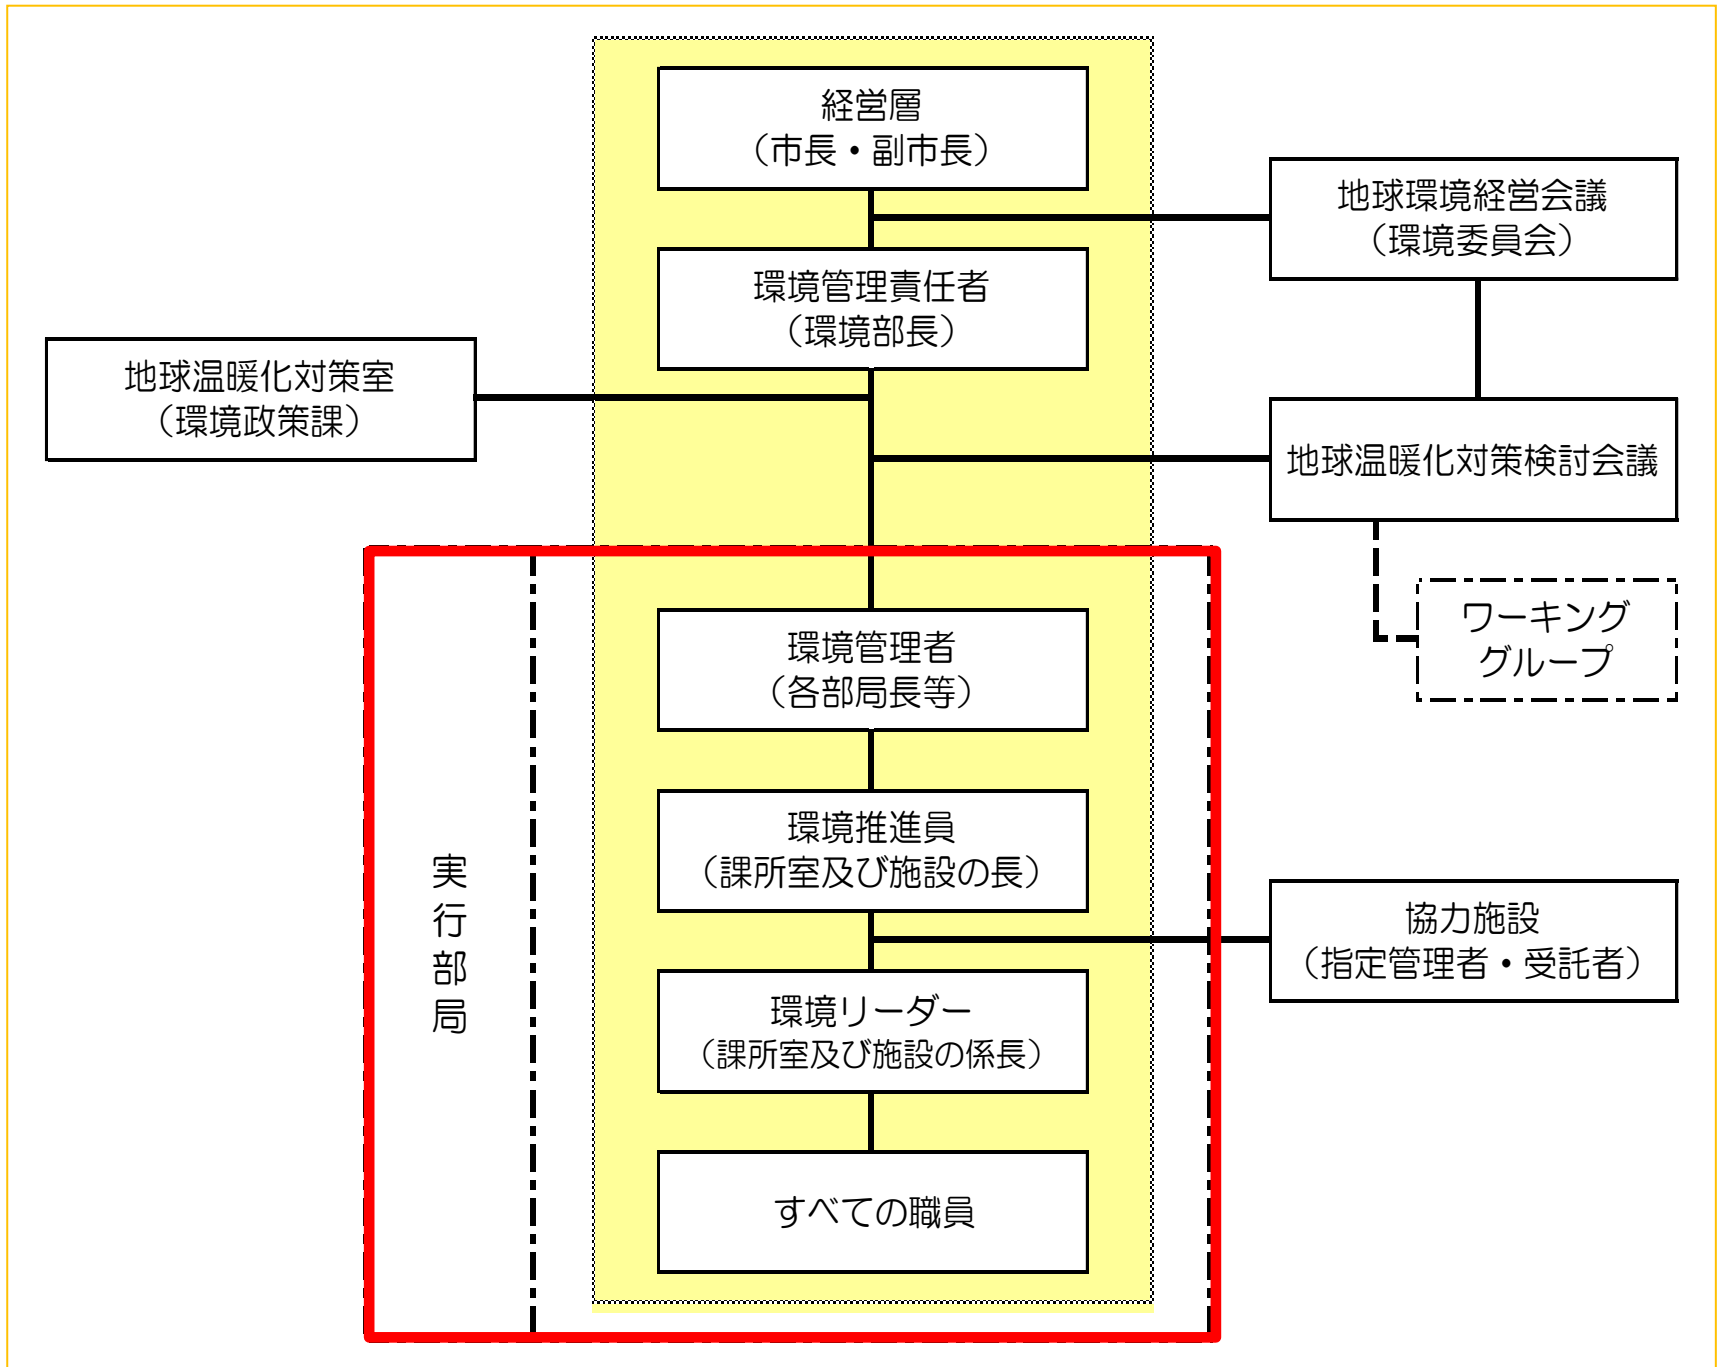 経営層
（市長・副市長）
地球環境経営会議
（環境委員会）
環境管理責任者
（環境部長）
地球温暖化対策室
（環境政策課）
地球温暖化対策検討会議
ワーキング
グループ
環境管理者
（各部局長等）
環境推進員
（課所室及び施設の長）
実行部局
協力施設
（指定管理者・受託者）
環境リーダー
（課所室及び施設の係長）
すべての職員